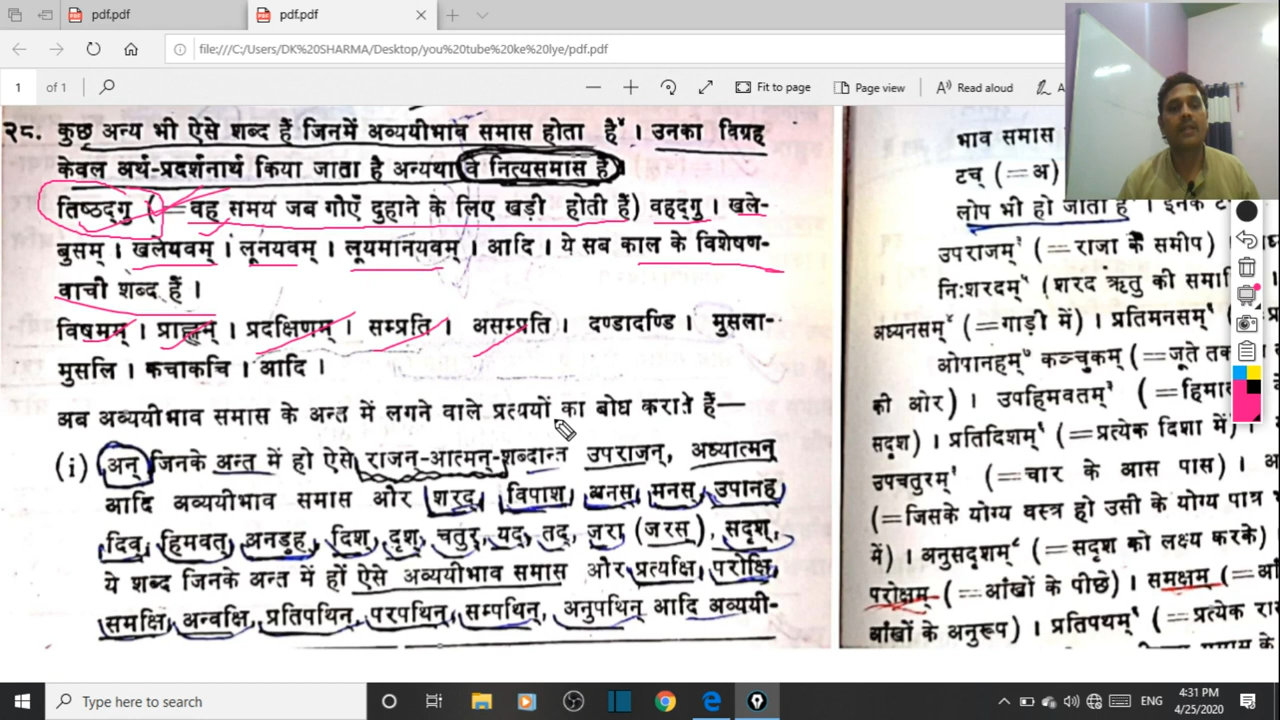 pdf.pdf
pdf.pdf
file:///C:/Users/DK%20SHARMA/Desktop/you%20tube%20ke%20lye/pdf.pdf
1 of 1
Fit to page
Page view
Read aloud
२८. कुछ अन्य भी ऐसे शब्द हैं जिनमें अव्ययीभाव समास होता है४। उनका विग्रह
केवल अर्थ-प्रदर्शनार्थ किया जाता है अन्यथा वे नित्यसमास हैं
तिष्ठद्गु (=वह समय जब गौएँ दुहाने के लिए खड़ी होती हैं) वहद्गु। खले-
बुसम्। खलेयवम्। लूनयवम्। लूयमानयवम्। आदि। ये सब काल के विशेषण-
वाची शब्द हैं।
विषमम्। प्राह्णम्। प्रदक्षिणम्। सम्प्रति। असम्प्रति। दण्डादण्डि। मुसला-
मुसलि। कचाकचि। आदि।
अब अव्ययीभाव समास के अन्त में लगने वाले प्रत्ययों का बोध कराते हैं—
(i) अन् जिनके अन्त में हो ऐसे राजन-आत्मन-शब्दान्त उपराजन्, अध्यात्मन्
आदि अव्ययीभाव समास और शरद्, विपाश्, अनस्, मनस्, उपानह्
दिव्, हिमवत्, अनडुह्, दिश्, दृश्, चतुर्, यद्, तद्, जरा (जरस्), सदृश्,
ये शब्द जिनके अन्त में हों ऐसे अव्ययीभाव समास और प्रत्यक्षि, परोक्षि,
समक्षि, अन्वक्षि, प्रतिपथिन्, परपथिन्, सम्पथिन्, अनुपथिन् आदि अव्ययी-
भाव समास
टच् (=अ)
लोप भी हो जाता है। इनके
उपराजम् (=राजा के समीप)।
निःशरदम् (शरद ऋतु की
अध्यनसम् (=गाड़ी में)। प्रतिमनसम्
ओपानहम् कञ्चुकम् (=जूते
की ओर)। उपहिमवतम्
सदृश)। प्रतिदिशम् (=प्रत्येक दिशा में)।
उपचतुरम् (=चार के आस पास)।
(=जिसके योग्य वस्त्र हो उसी के योग्य पात्र
में)। अनुसदृशम् (=सदृश को लक्ष्य करके)।
परोक्षम् (=आंखों के पीछे)। समक्षम्
आंखों के अनुरूप)। प्रतिपथम् (=प्रत्येक
Type here to search
ENG
4:31 PM
4/25/2020